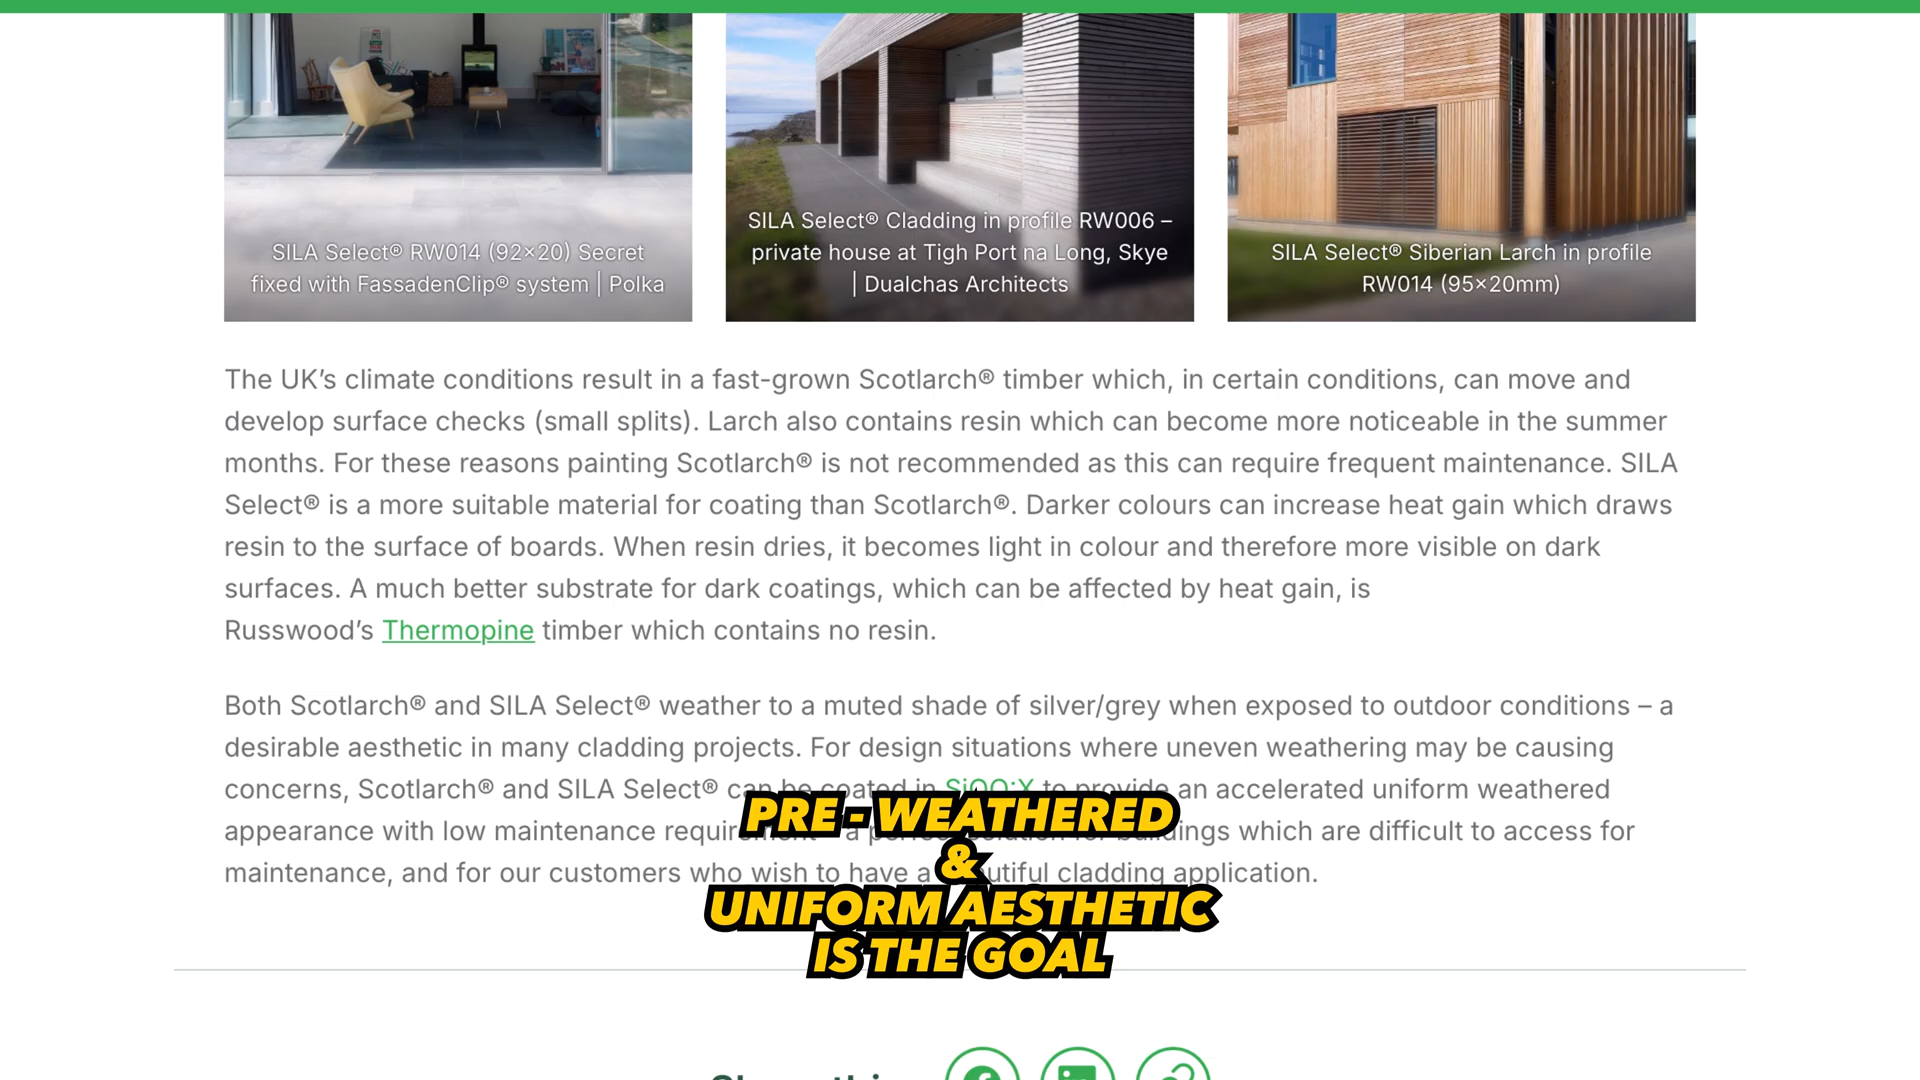 SILA Select® RW014 (92×20) Secret
fixed with FassadenClip® system | Polka
SILA Select® Cladding in profile RW006 –
private house at Tigh Port na Long, Skye
| Dualchas Architects
SILA Select® Siberian Larch in profile
RW014 (95×20mm)
The UK’s climate conditions result in a fast-grown Scotlarch® timber which, in certain conditions, can move and
develop surface checks (small splits). Larch also contains resin which can become more noticeable in the summer
months. For these reasons painting Scotlarch® is not recommended as this can require frequent maintenance. SILA
Select® is a more suitable material for coating than Scotlarch®. Darker colours can increase heat gain which draws
resin to the surface of boards. When resin dries, it becomes light in colour and therefore more visible on dark
surfaces. A much better substrate for dark coatings, which can be affected by heat gain, is
Russwood’s Thermopine timber which contains no resin.
Both Scotlarch® and SILA Select® weather to a muted shade of silver/grey when exposed to outdoor conditions – a
desirable aesthetic in many cladding projects. For design situations where uneven weathering may be causing
concerns, Scotlarch® and SILA Select® can be coated in SiOO:X to provide an accelerated uniform weathered
appearance with low maintenance a which are difficult to access for
maintenance, and for our customers who wish to have a cladding application.
PRE - WEATHERED
&
UNIFORM AESTHETIC
IS THE GOAL